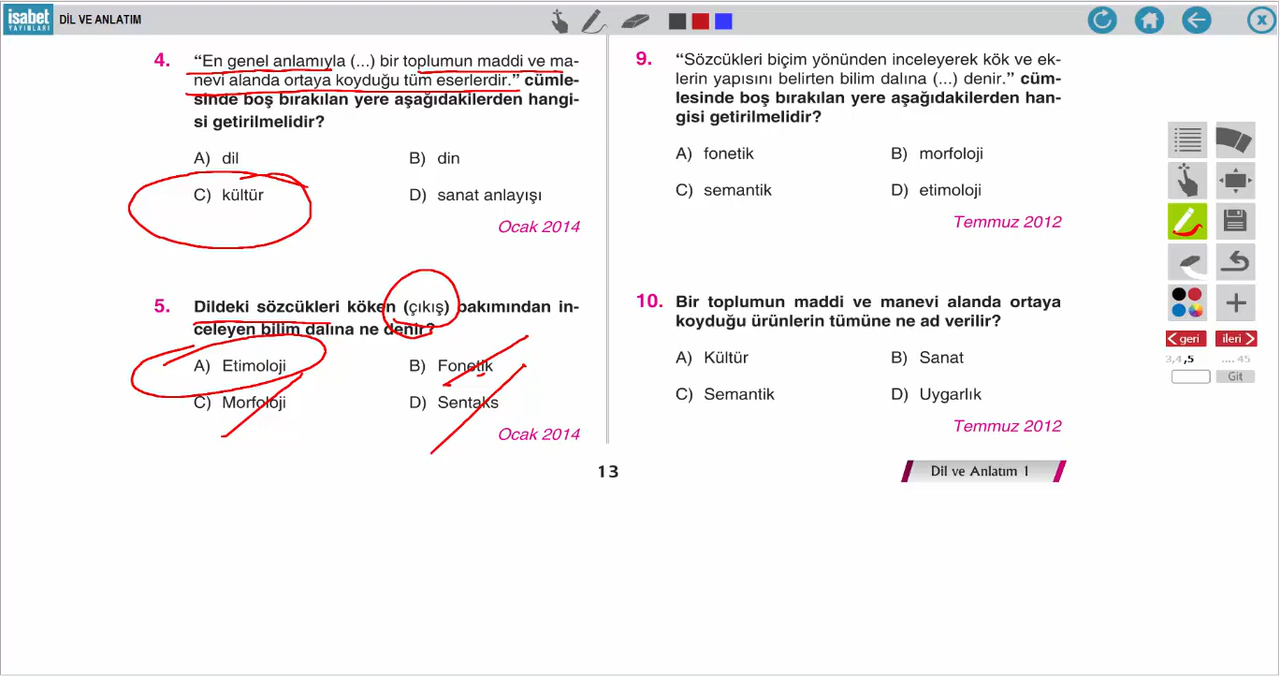 isabet
YAYINLARI
DİL VE ANLATIM
4. “En genel anlamıyla (...) bir toplumun maddi ve ma-
nevi alanda ortaya koyduğu tüm eserlerdir.” cümle-
sinde boş bırakılan yere aşağıdakilerden hangi-
si getirilmelidir?
A) dil
B) din
C) kültür
D) sanat anlayışı
Ocak 2014
5. Dildeki sözcükleri köken (çıkış) bakımından in-
celeyen bilim dalına ne denir?
A) Etimoloji
B) Fonetik
C) Morfoloji
D) Sentaks
Ocak 2014
9. “Sözcükleri biçim yönünden inceleyerek kök ve ek-
lerin yapısını belirten bilim dalına (...) denir.” cüm-
lesinde boş bırakılan yere aşağıdakilerden han-
gisi getirilmelidir?
A) fonetik
B) morfoloji
C) semantik
D) etimoloji
Temmuz 2012
10. Bir toplumun maddi ve manevi alanda ortaya
koyduğu ürünlerin tümüne ne ad verilir?
A) Kültür
B) Sanat
C) Semantik
D) Uygarlık
Temmuz 2012
13
Dil ve Anlatım 1
geri
ileri
3,4,5
.... 45
Git